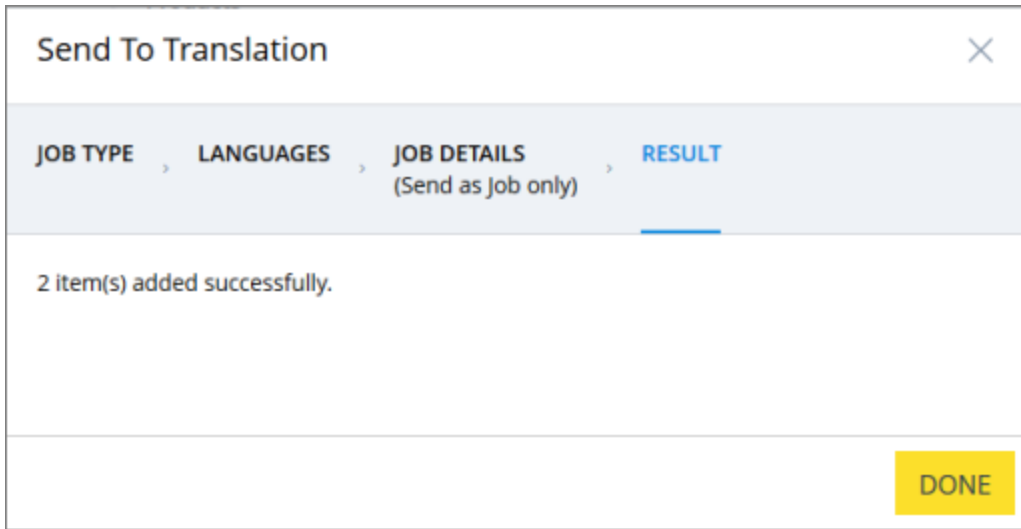 Send To Translation
JOB TYPE › LANGUAGES › JOB DETAILS › RESULT
(Send as Job only)
2 item(s) added successfully.
DONE